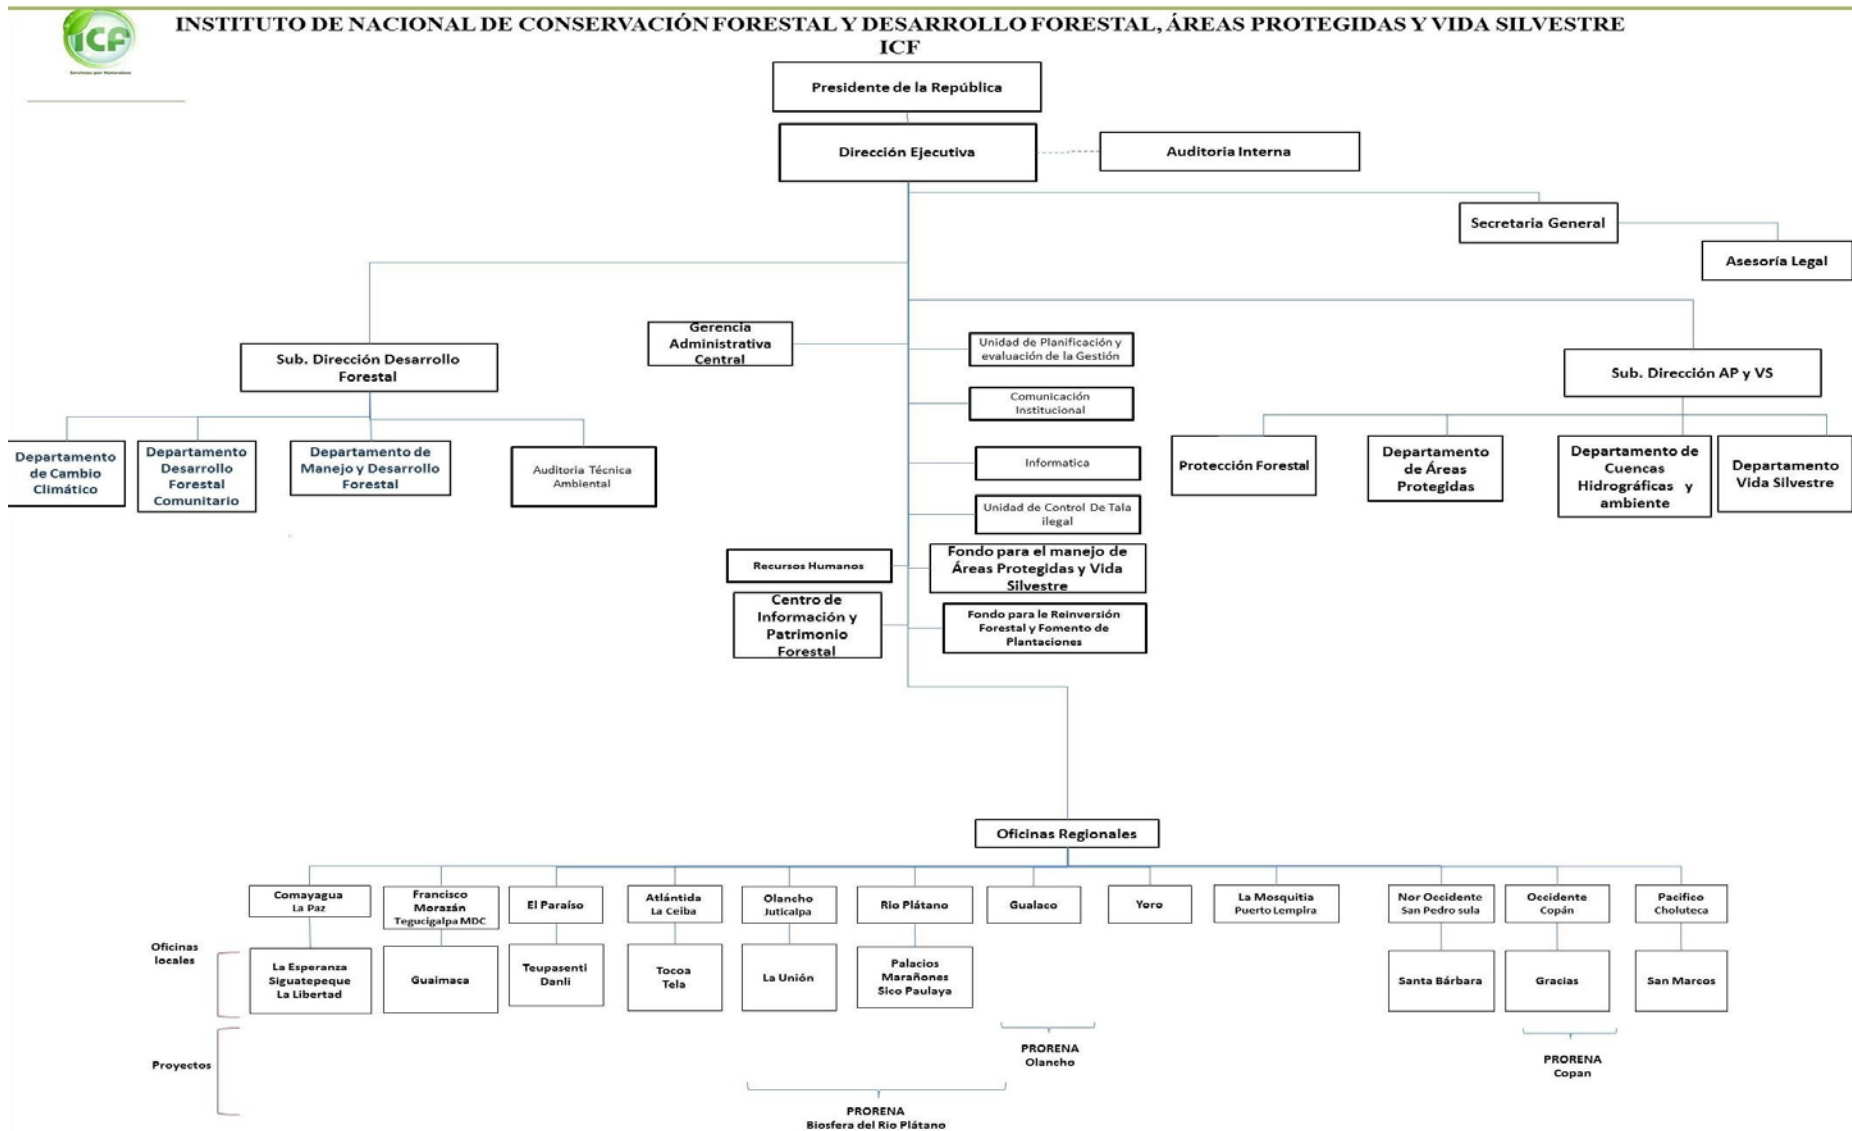 ICF
Servicios por Naturaleza
INSTITUTO DE NACIONAL DE CONSERVACIÓN FORESTAL Y DESARROLLO FORESTAL, ÁREAS PROTEGIDAS Y VIDA SILVESTRE
ICF
Presidente de la República
Dirección Ejecutiva
Auditoria Interna
Secretaria General
Asesoría Legal
Gerencia
Administrativa
Central
Sub. Dirección Desarrollo
Forestal
Unidad de Planificación y
evaluación de la Gestión
Sub. Dirección AP y VS
Comunicación
Institucional
Departamento
de Cambio
Climático
Departamento
Desarrollo
Forestal
Comunitario
Departamento de
Manejo y Desarrollo
Forestal
Auditoria Técnica
Ambiental
Informatica
Protección Forestal
Departamento
de Áreas
Protegidas
Departamento de
Cuencas
Hidrográficas y
ambiente
Departamento
Vida Silvestre
Unidad de Control De Tala
ilegal
Recursos Humanos
Fondo para el manejo de
Áreas Protegidas y Vida
Silvestre
Centro de
Información y
Patrimonio
Forestal
Fondo para le Reinversión
Forestal y Fomento de
Plantaciones
Oficinas Regionales
Comayagua
La Paz
Francisco
Morazán
Tegucigalpa MDC
El Paraíso
Atlántida
La Ceiba
Olancho
Juticalpa
Rio Plátano
Gualaco
Yoro
La Mosquitia
Puerto Lempira
Nor Occidente
San Pedro sula
Occidente
Copán
Pacifico
Choluteca
Oficinas
locales
La Esperanza
Siguatepeque
La Libertad
Guaimaca
Teupasenti
Danli
Tocoa
Tela
La Unión
Palacios
Marañones
Sico Paulaya
Santa Bárbara
Gracias
San Marcos
Proyectos
PRORENA
Olancho
PRORENA
Copan
PRORENA
Biosfera del Rio Plátano